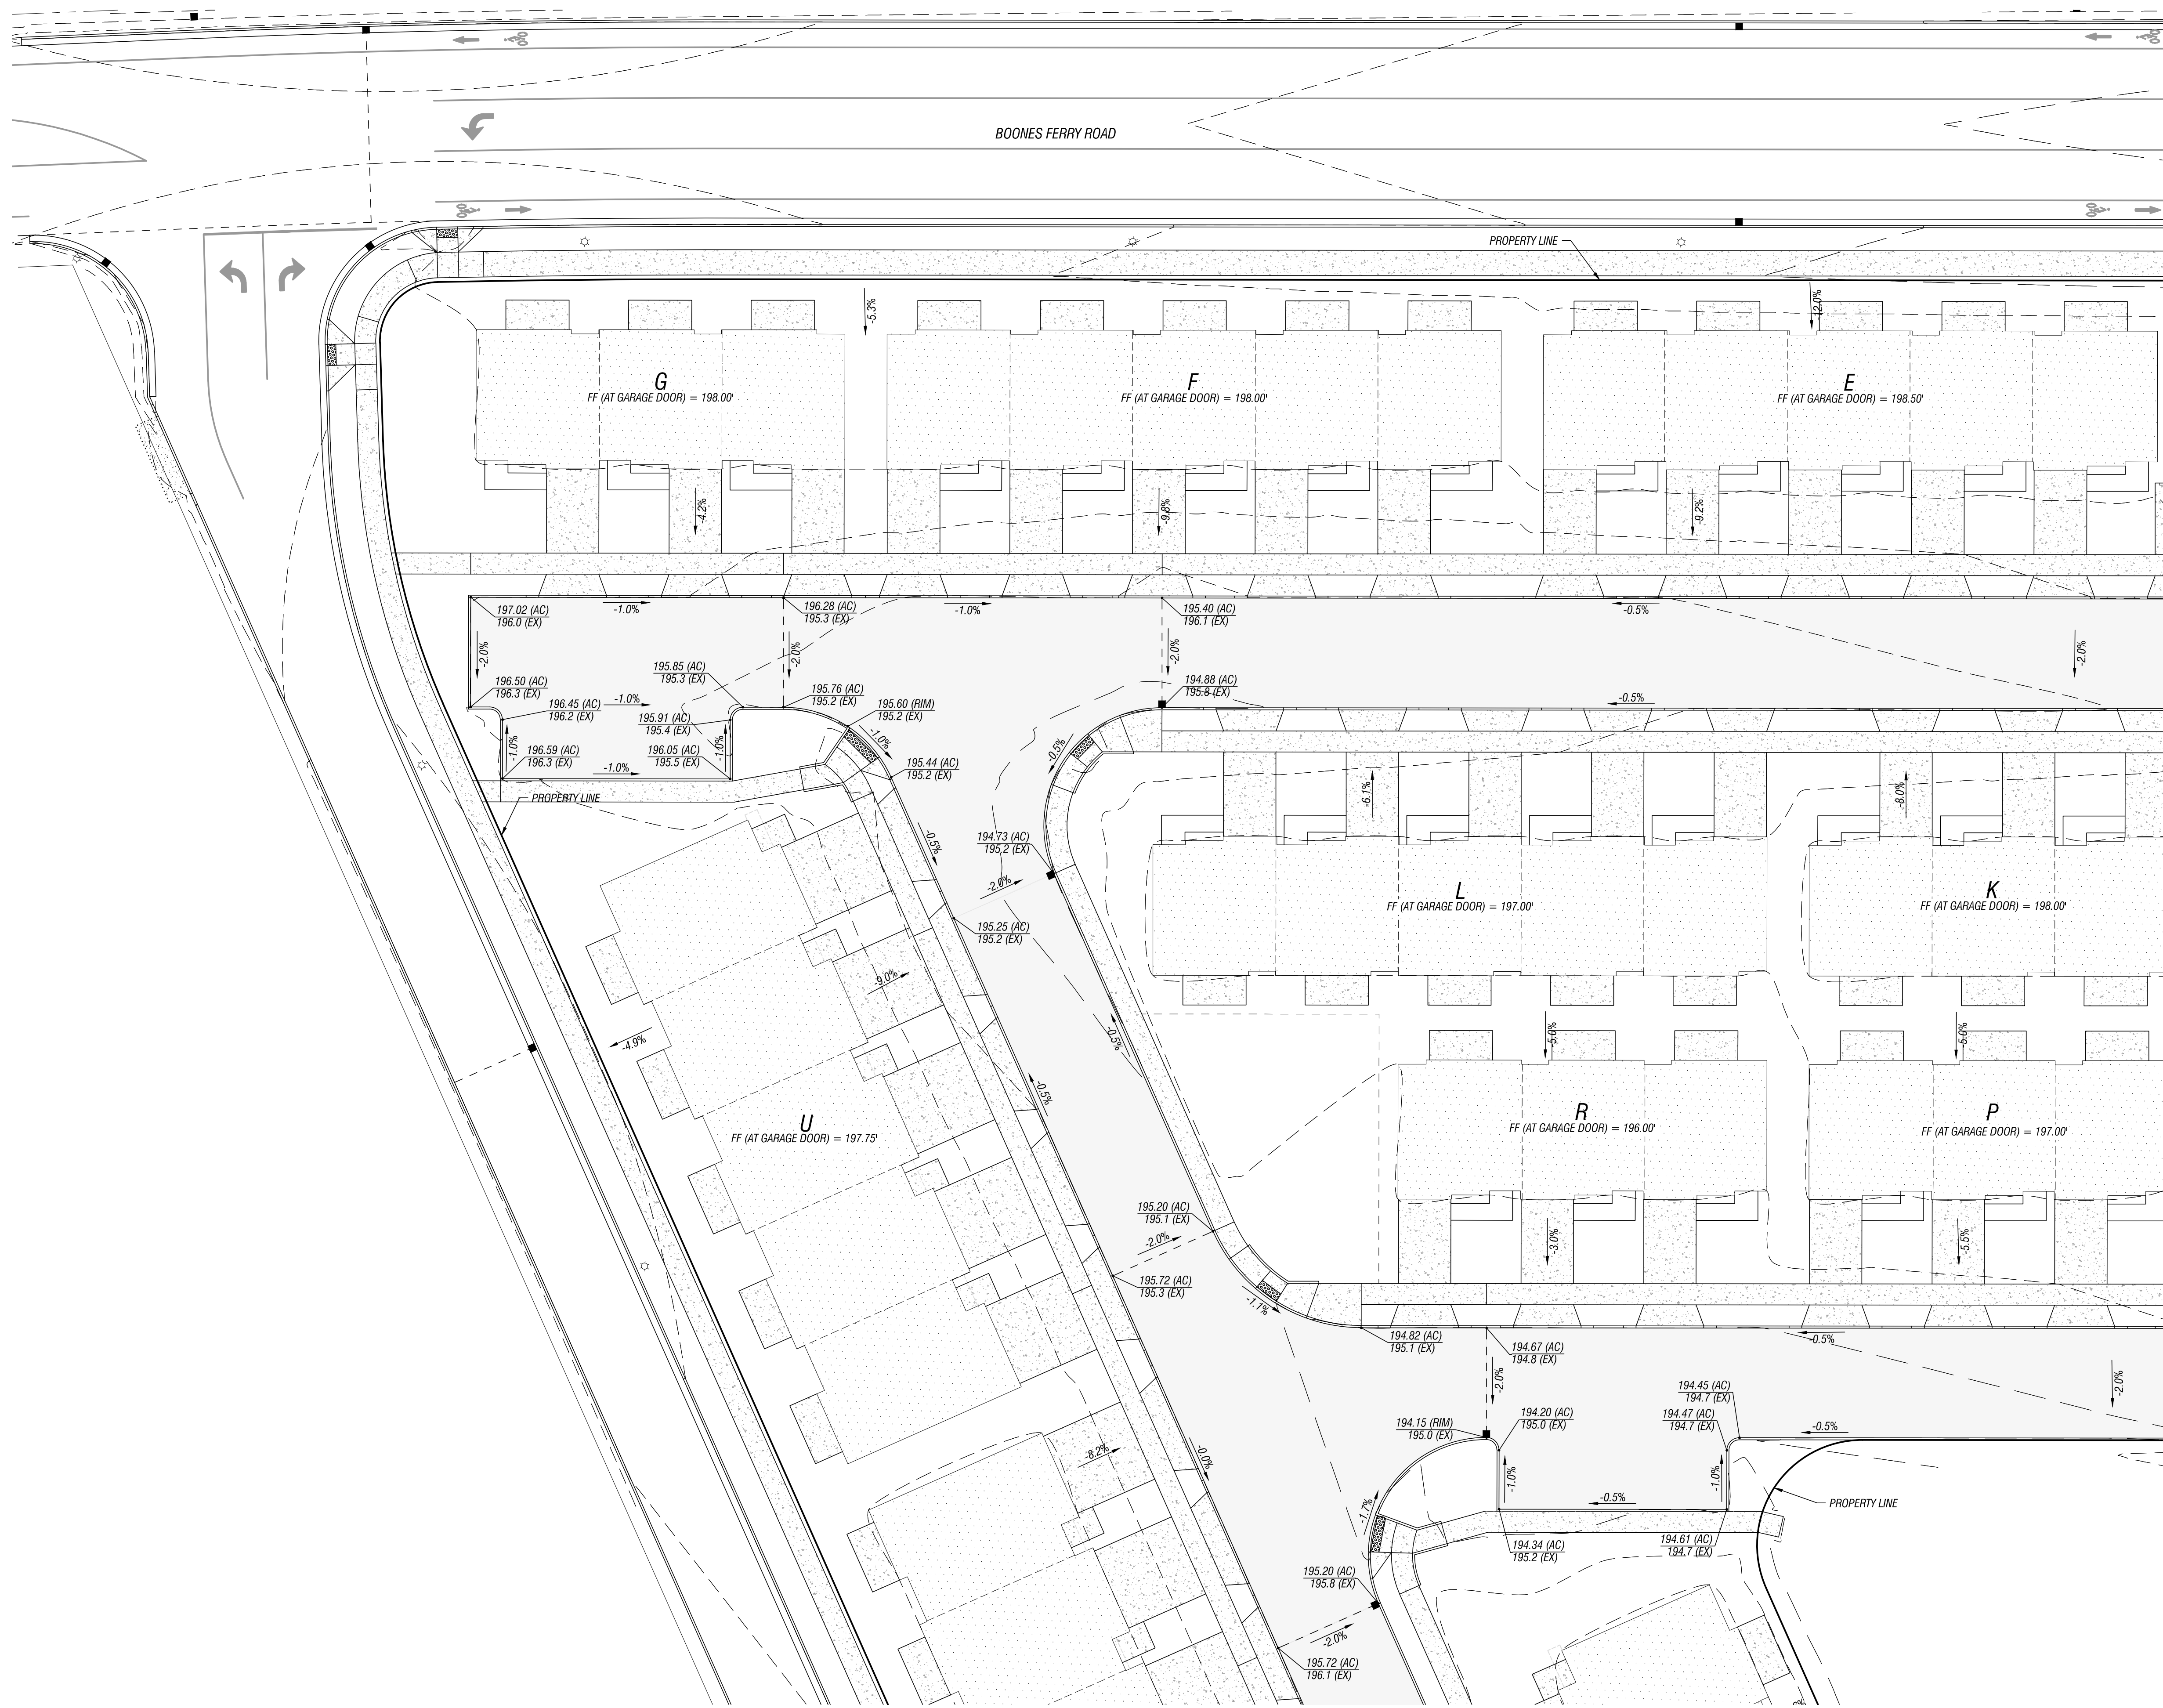 BOONES FERRY ROAD
PROPERTY LINE
-5.3%
-12.0%
G
FF (AT GARAGE DOOR) = 198.00'
F
FF (AT GARAGE DOOR) = 198.00'
E
FF (AT GARAGE DOOR) = 198.50'
-4.2%
-9.8%
-9.2%
197.02 (AC)
196.0 (EX)
-1.0%
196.28 (AC)
195.3 (EX)
-1.0%
195.40 (AC)
196.1 (EX)
-0.5%
-2.0%
-2.0%
-2.0%
-2.0%
195.85 (AC)
195.3 (EX)
196.50 (AC)
196.3 (EX)
195.76 (AC)
195.2 (EX)
194.88 (AC)
195.8 (EX)
196.45 (AC)
196.2 (EX)
-1.0%
195.91 (AC)
195.4 (EX)
195.60 (RIM)
195.2 (EX)
-0.5%
-1.0%
-1.0%
-1.0%
-0.5%
196.59 (AC)
196.3 (EX)
196.05 (AC)
195.5 (EX)
-1.0%
195.44 (AC)
195.2 (EX)
PROPERTY LINE
-6.1%
-8.0%
-0.5%
194.73 (AC)
195.2 (EX)
-2.0%
L
FF (AT GARAGE DOOR) = 197.00'
K
FF (AT GARAGE DOOR) = 198.00'
195.25 (AC)
195.2 (EX)
-9.0%
-4.9%
-0.5%
-5.0%
-5.0%
-0.5%
U
FF (AT GARAGE DOOR) = 197.75'
R
FF (AT GARAGE DOOR) = 196.00'
P
FF (AT GARAGE DOOR) = 197.00'
195.20 (AC)
195.1 (EX)
-2.0%
-3.0%
-5.5%
195.72 (AC)
195.3 (EX)
-1.1%
194.82 (AC)
195.1 (EX)
194.67 (AC)
194.8 (EX)
-0.5%
-2.0%
-2.0%
194.45 (AC)
194.7 (EX)
194.15 (RIM)
195.0 (EX)
194.20 (AC)
195.0 (EX)
194.47 (AC)
194.7 (EX)
-0.5%
-8.2%
-0.0%
-1.0%
-1.0%
-0.5%
-1.7%
PROPERTY LINE
194.34 (AC)
195.2 (EX)
194.61 (AC)
194.7 (EX)
195.20 (AC)
195.8 (EX)
-2.0%
195.72 (AC)
196.1 (EX)